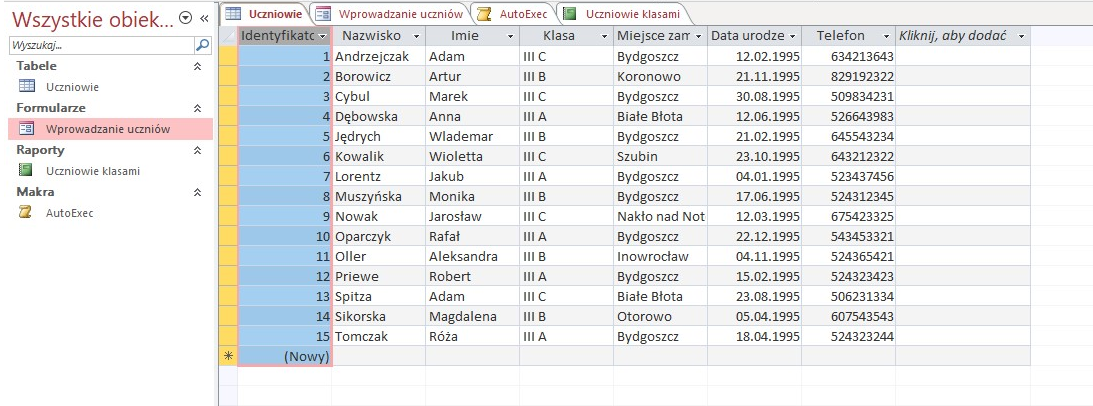 Wszystkie obiek...
Wyszukaj...
Tabele
Uczniowie
Formularze
Wprowadzanie uczniów
Raporty
Uczniowie klasami
Makra
AutoExec
Uczniowie Wprowadzanie uczniów AutoExec Uczniowie klasami
Identyfikato Nazwisko Imie Klasa Miejsce zam Data urodze Telefon Kliknij, aby dodać
1 Andrzejczak Adam III C Bydgoszcz 12.02.1995 634213643
2 Borowicz Artur III B Koronowo 21.11.1995 829192322
3 Cybul Marek III C Bydgoszcz 30.08.1995 509834231
4 Dębowska Anna III A Białe Błota 12.06.1995 526643983
5 Jędrych Wlademar III B Bydgoszcz 21.02.1995 645543234
6 Kowalik Wioletta III C Szubin 23.10.1995 643212322
7 Lorentz Jakub III A Bydgoszcz 04.01.1995 523437456
8 Muszyńska Monika III B Bydgoszcz 17.06.1995 524312345
9 Nowak Jarosław III C Nakło nad Not 12.03.1995 675423325
10 Oparczyk Rafał III A Bydgoszcz 22.12.1995 543453321
11 Oller Aleksandra III B Inowrocław 04.11.1995 524365421
12 Priewe Robert III A Bydgoszcz 15.02.1995 524323423
13 Spitza Adam III C Białe Błota 23.08.1995 506231334
14 Sikorska Magdalena III B Otorowo 05.04.1995 607543543
15 Tomczak Róża III A Bydgoszcz 18.04.1995 524323244
(Nowy)